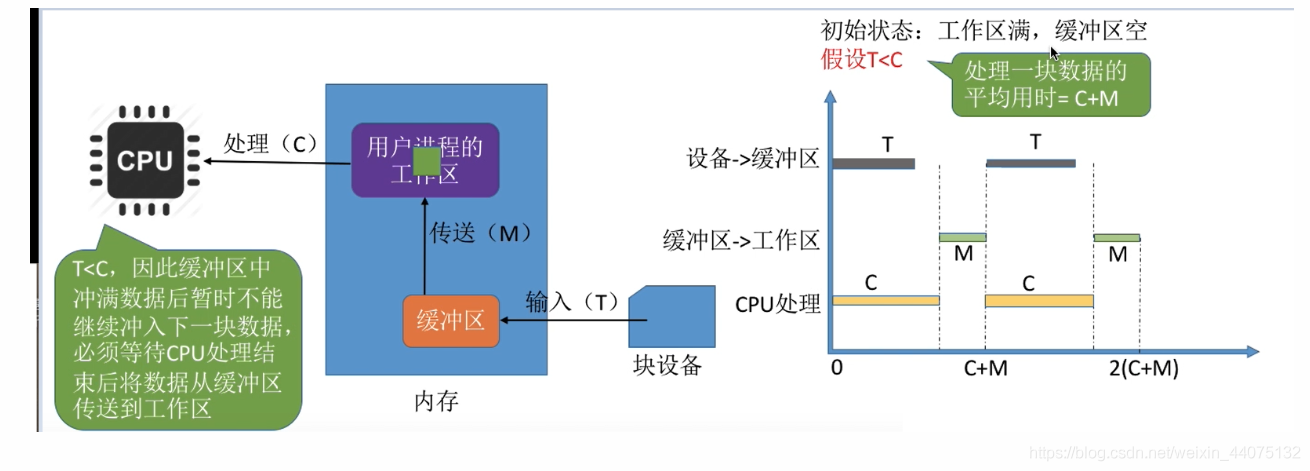 初始状态：工作区满，缓冲区空
假设T<C
处理一块数据的
平均用时= C+M
CPU
处理（C）
用户进程的
工作区
传送（M）
缓冲区
输入（T）
块设备
内存
T<C，因此缓冲区中
冲满数据后暂时不能
继续冲入下一块数据，
必须等待CPU处理结
束后将数据从缓冲区
传送到工作区
设备->缓冲区
T
T
缓冲区->工作区
M
M
CPU处理
C
C
0
C+M
2(C+M)
https://blog.csdn.net/weixin_44075132